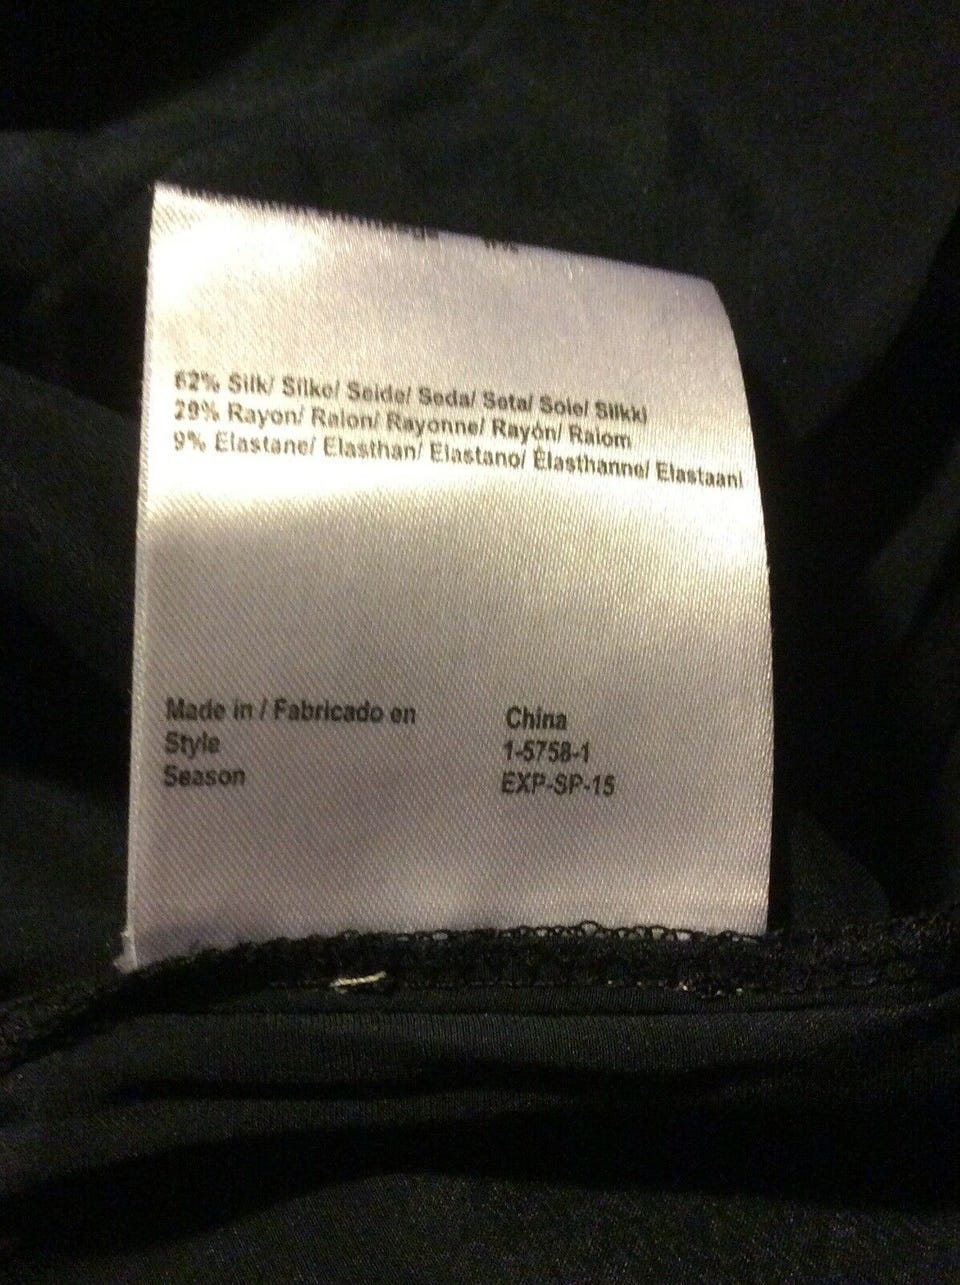 62% Silk/ Silke/ Seide/ Seda/ Seta/ Soie/ Silkki
29% Rayon/ Raion/ Rayonne/ Rayón/ Raiom
9% Elastane/ Elasthan/ Elastano/ Élasthanne/ Elastaani
Made in / Fabricado en China
Style 1-5758-1
Season EXP-SP-15